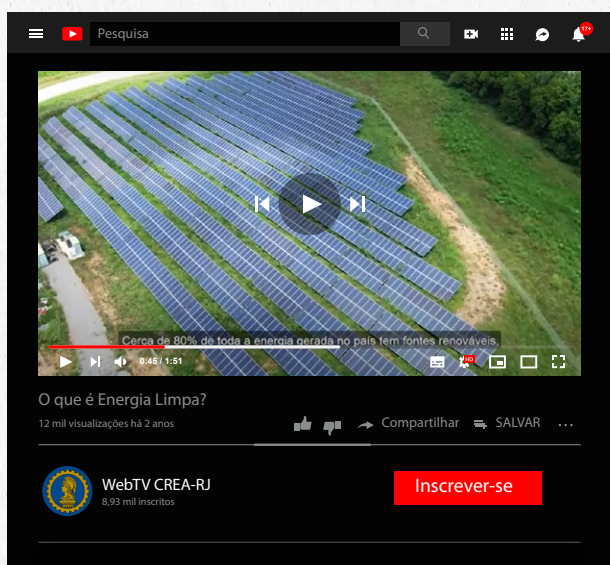 Pesquisa
17+
Cerca de 80% de toda a energia gerada no país tem fontes renováveis,
0:45 / 1:51
HD
O que é Energia Limpa?
12 mil visualizações há 2 anos
Compartilhar
SALVAR
WebTV CREA-RJ
8,93 mil inscritos
Inscrever-se